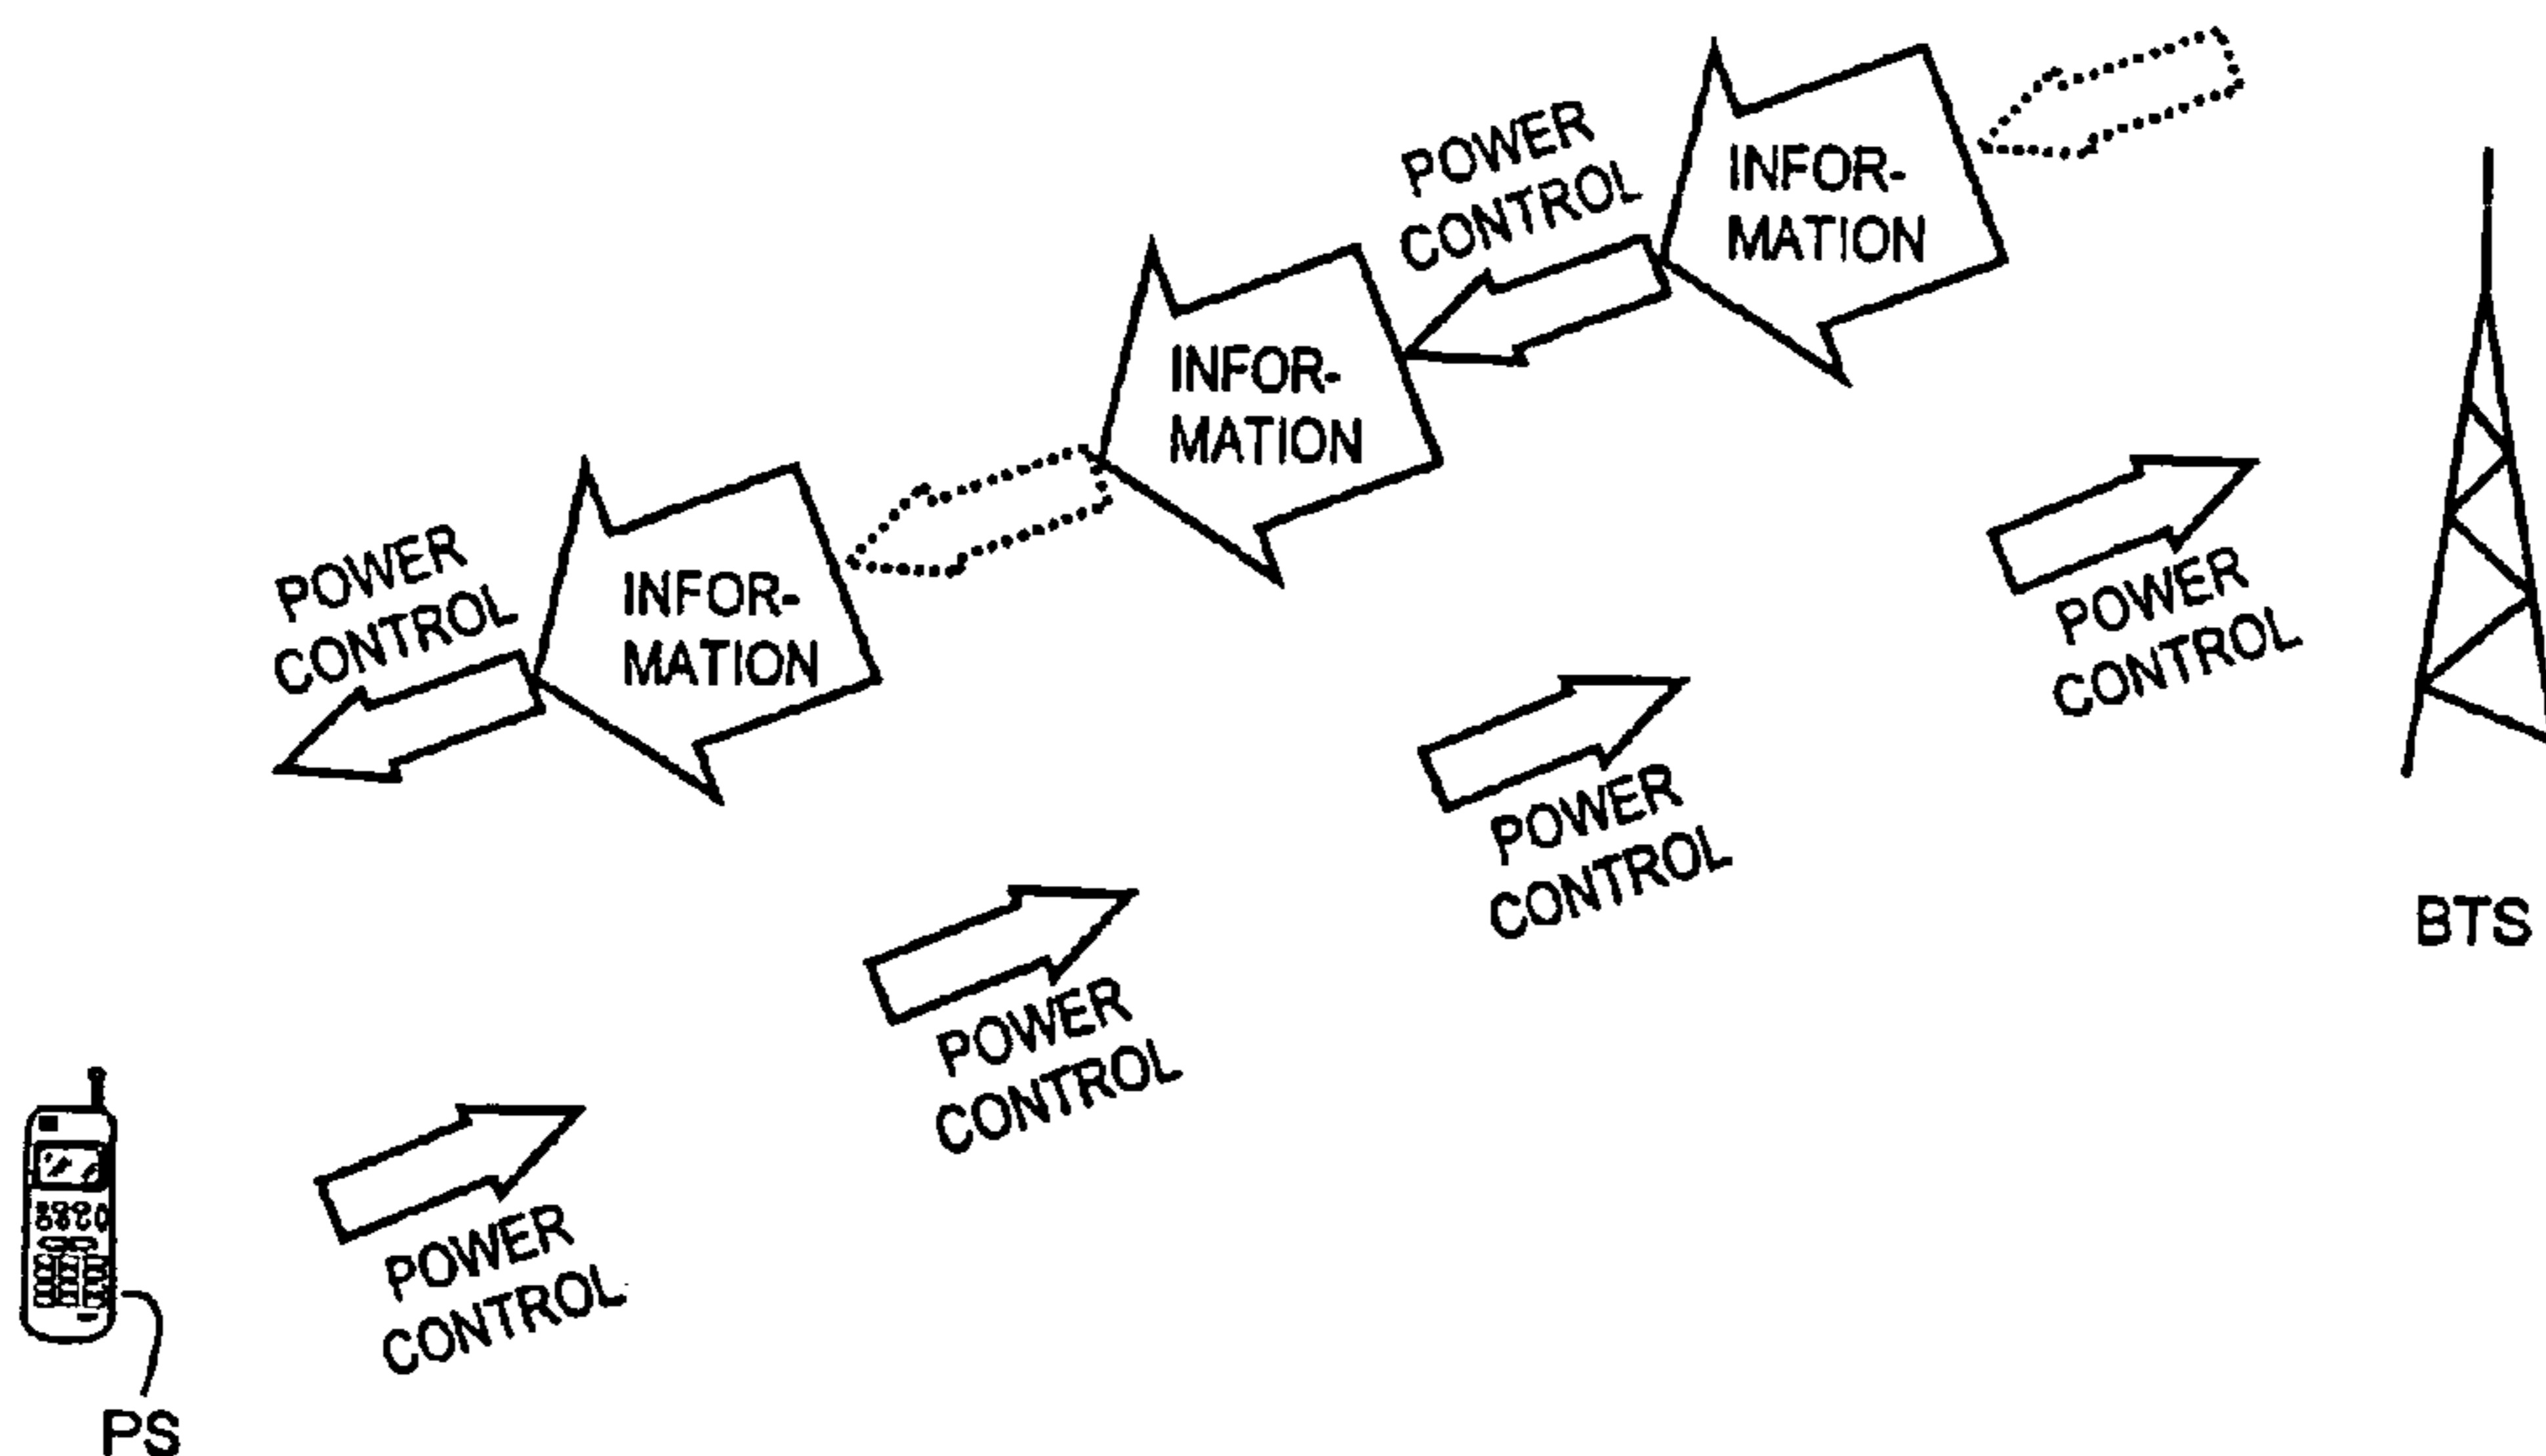 POWER
CONTROL
INFOR-
MATION
INFOR-
MATION
POWER
CONTROL
INFOR-
MATION
POWER
CONTROL
POWER
CONTROL
BTS
POWER
CONTROL
POWER
CONTROL
PS